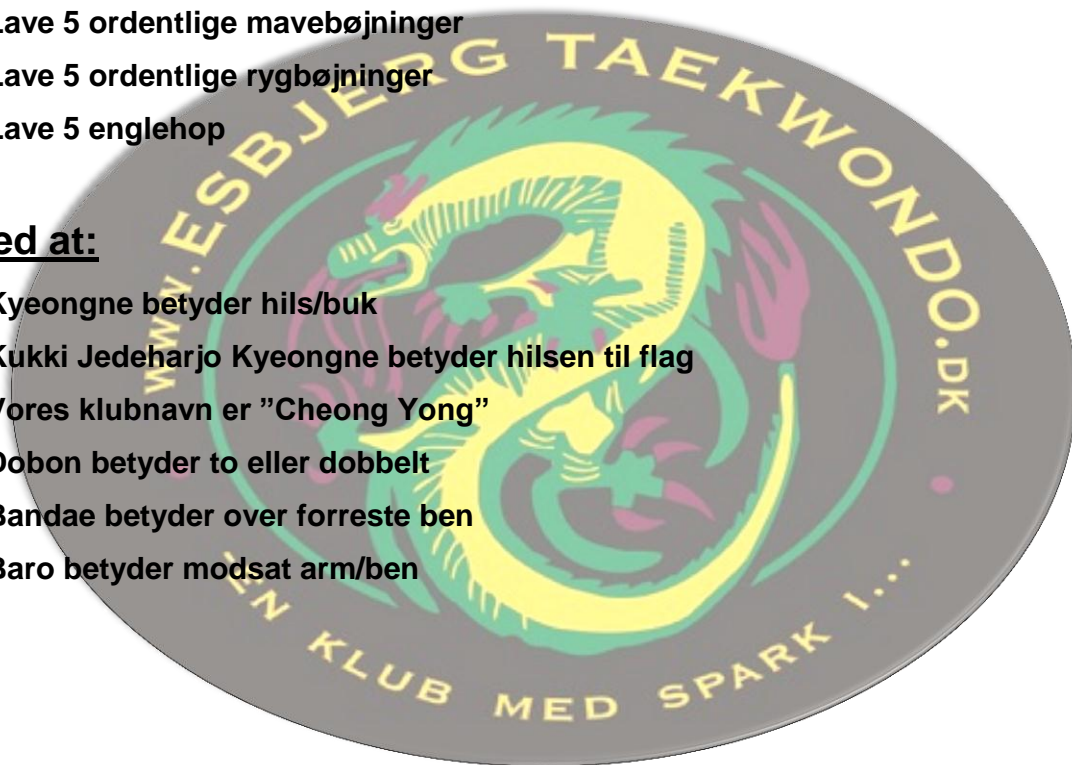 Lave 5 ordentlige mavebøjninger
Lave 5 ordentlige rygbøjninger
Lave 5 englehop
ed at:
Kyeongne betyder hils/buk
Kukki Jedeharjo Kyeongne betyder hilsen til flag
Vores klubnavn er ”Cheong Yong”
Dobon betyder to eller dobbelt
Bandae betyder over forreste ben
Baro betyder modsat arm/ben
WWW.ESBJERG TAEKWONDO.DK
EN KLUB MED SPARK I...